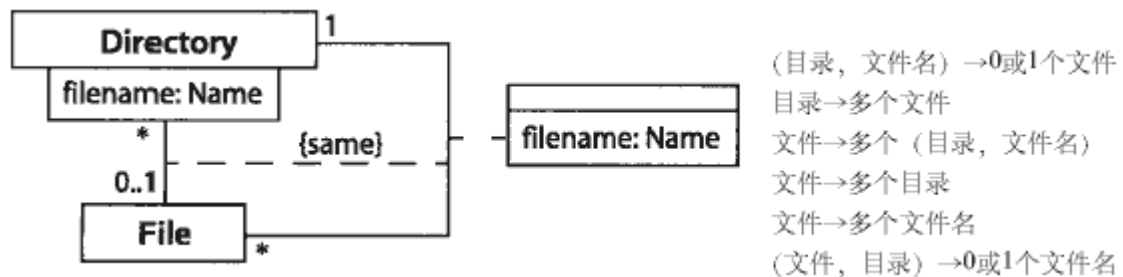 Directory
1
filename: Name
*
{same}
0..1
File
*
filename: Name
(目录，文件名) →0或1个文件
目录→多个文件
文件→多个（目录，文件名）
文件→多个目录
文件→多个文件名
(文件，目录) →0或1个文件名